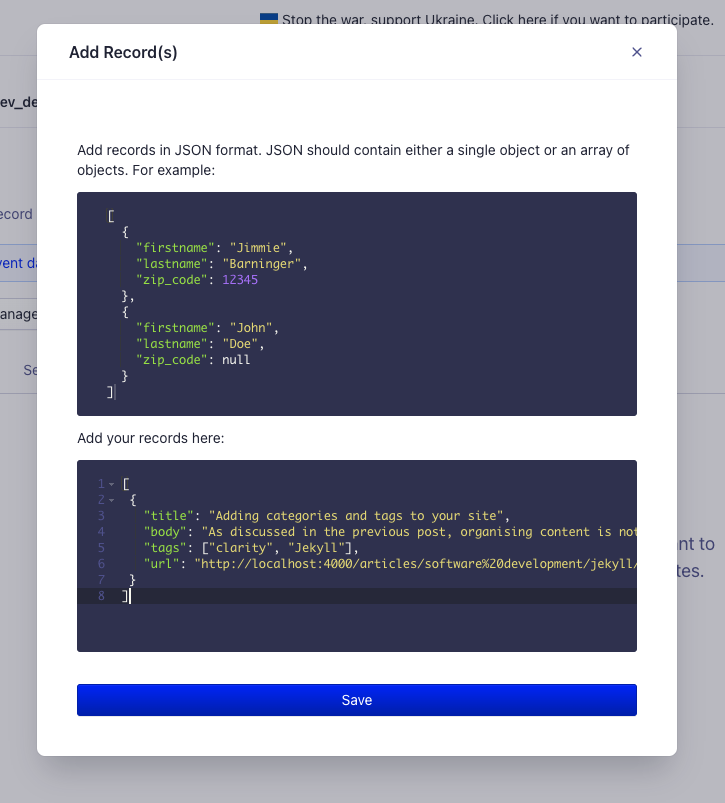 Stop the war, support Ukraine. Click here if you want to participate.
Add Record(s)
ev_de
Add records in JSON format. JSON should contain either a single object or an array of
objects. For example:
[
{
"firstname": "Jimmie",
"lastname": "Barninger",
"zip_code": 12345
},
{
"firstname": "John",
"lastname": "Doe",
"zip_code": null
}
]
ecord
vent da
anage
Se
Add your records here:
1 [
2 {
3 "title": "Adding categories and tags to your site",
4 "body": "As discussed in the previous post, organising content is not
5 "tags": ["clarity", "Jekyll"],
6 "url": "http://localhost:4000/articles/software%20development/jekyll/
7 }
8 ]
nt to
tes.
Save